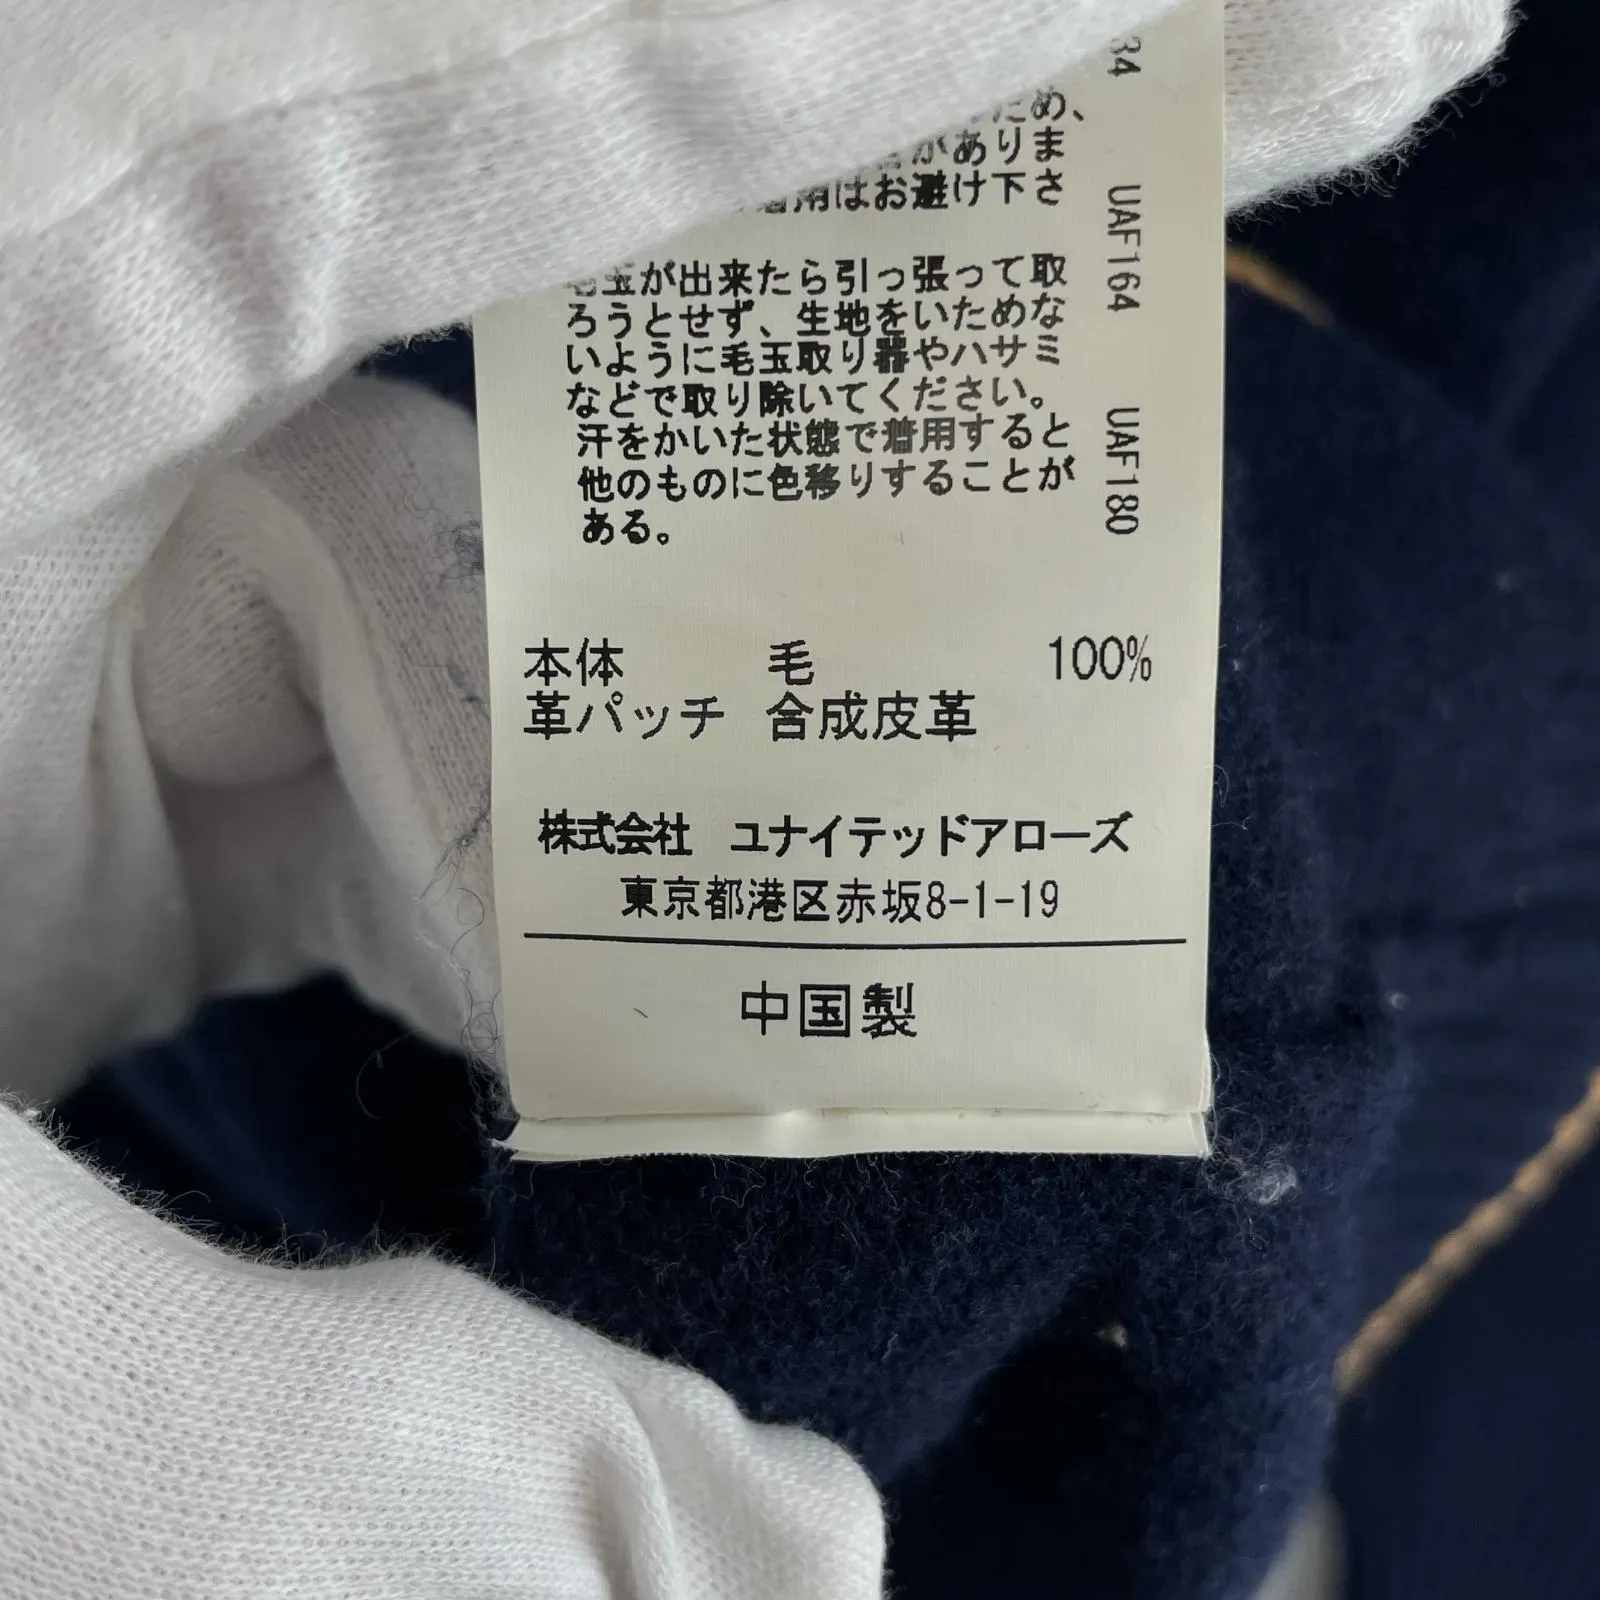 ため、
がありま
着用はお避け下さ
毛玉が出来たら引っ張って取
ろうとせず、生地をいためな
いように毛玉取り器やハサミ
などで取り除いてください。
汗をかいた状態で着用すると
他のものに色移りすることが
ある。
34
UAF164
UAF180
本体 毛 100%
革パッチ 合成皮革
株式会社 ユナイテッドアローズ
東京都港区赤坂8-1-19
中国製